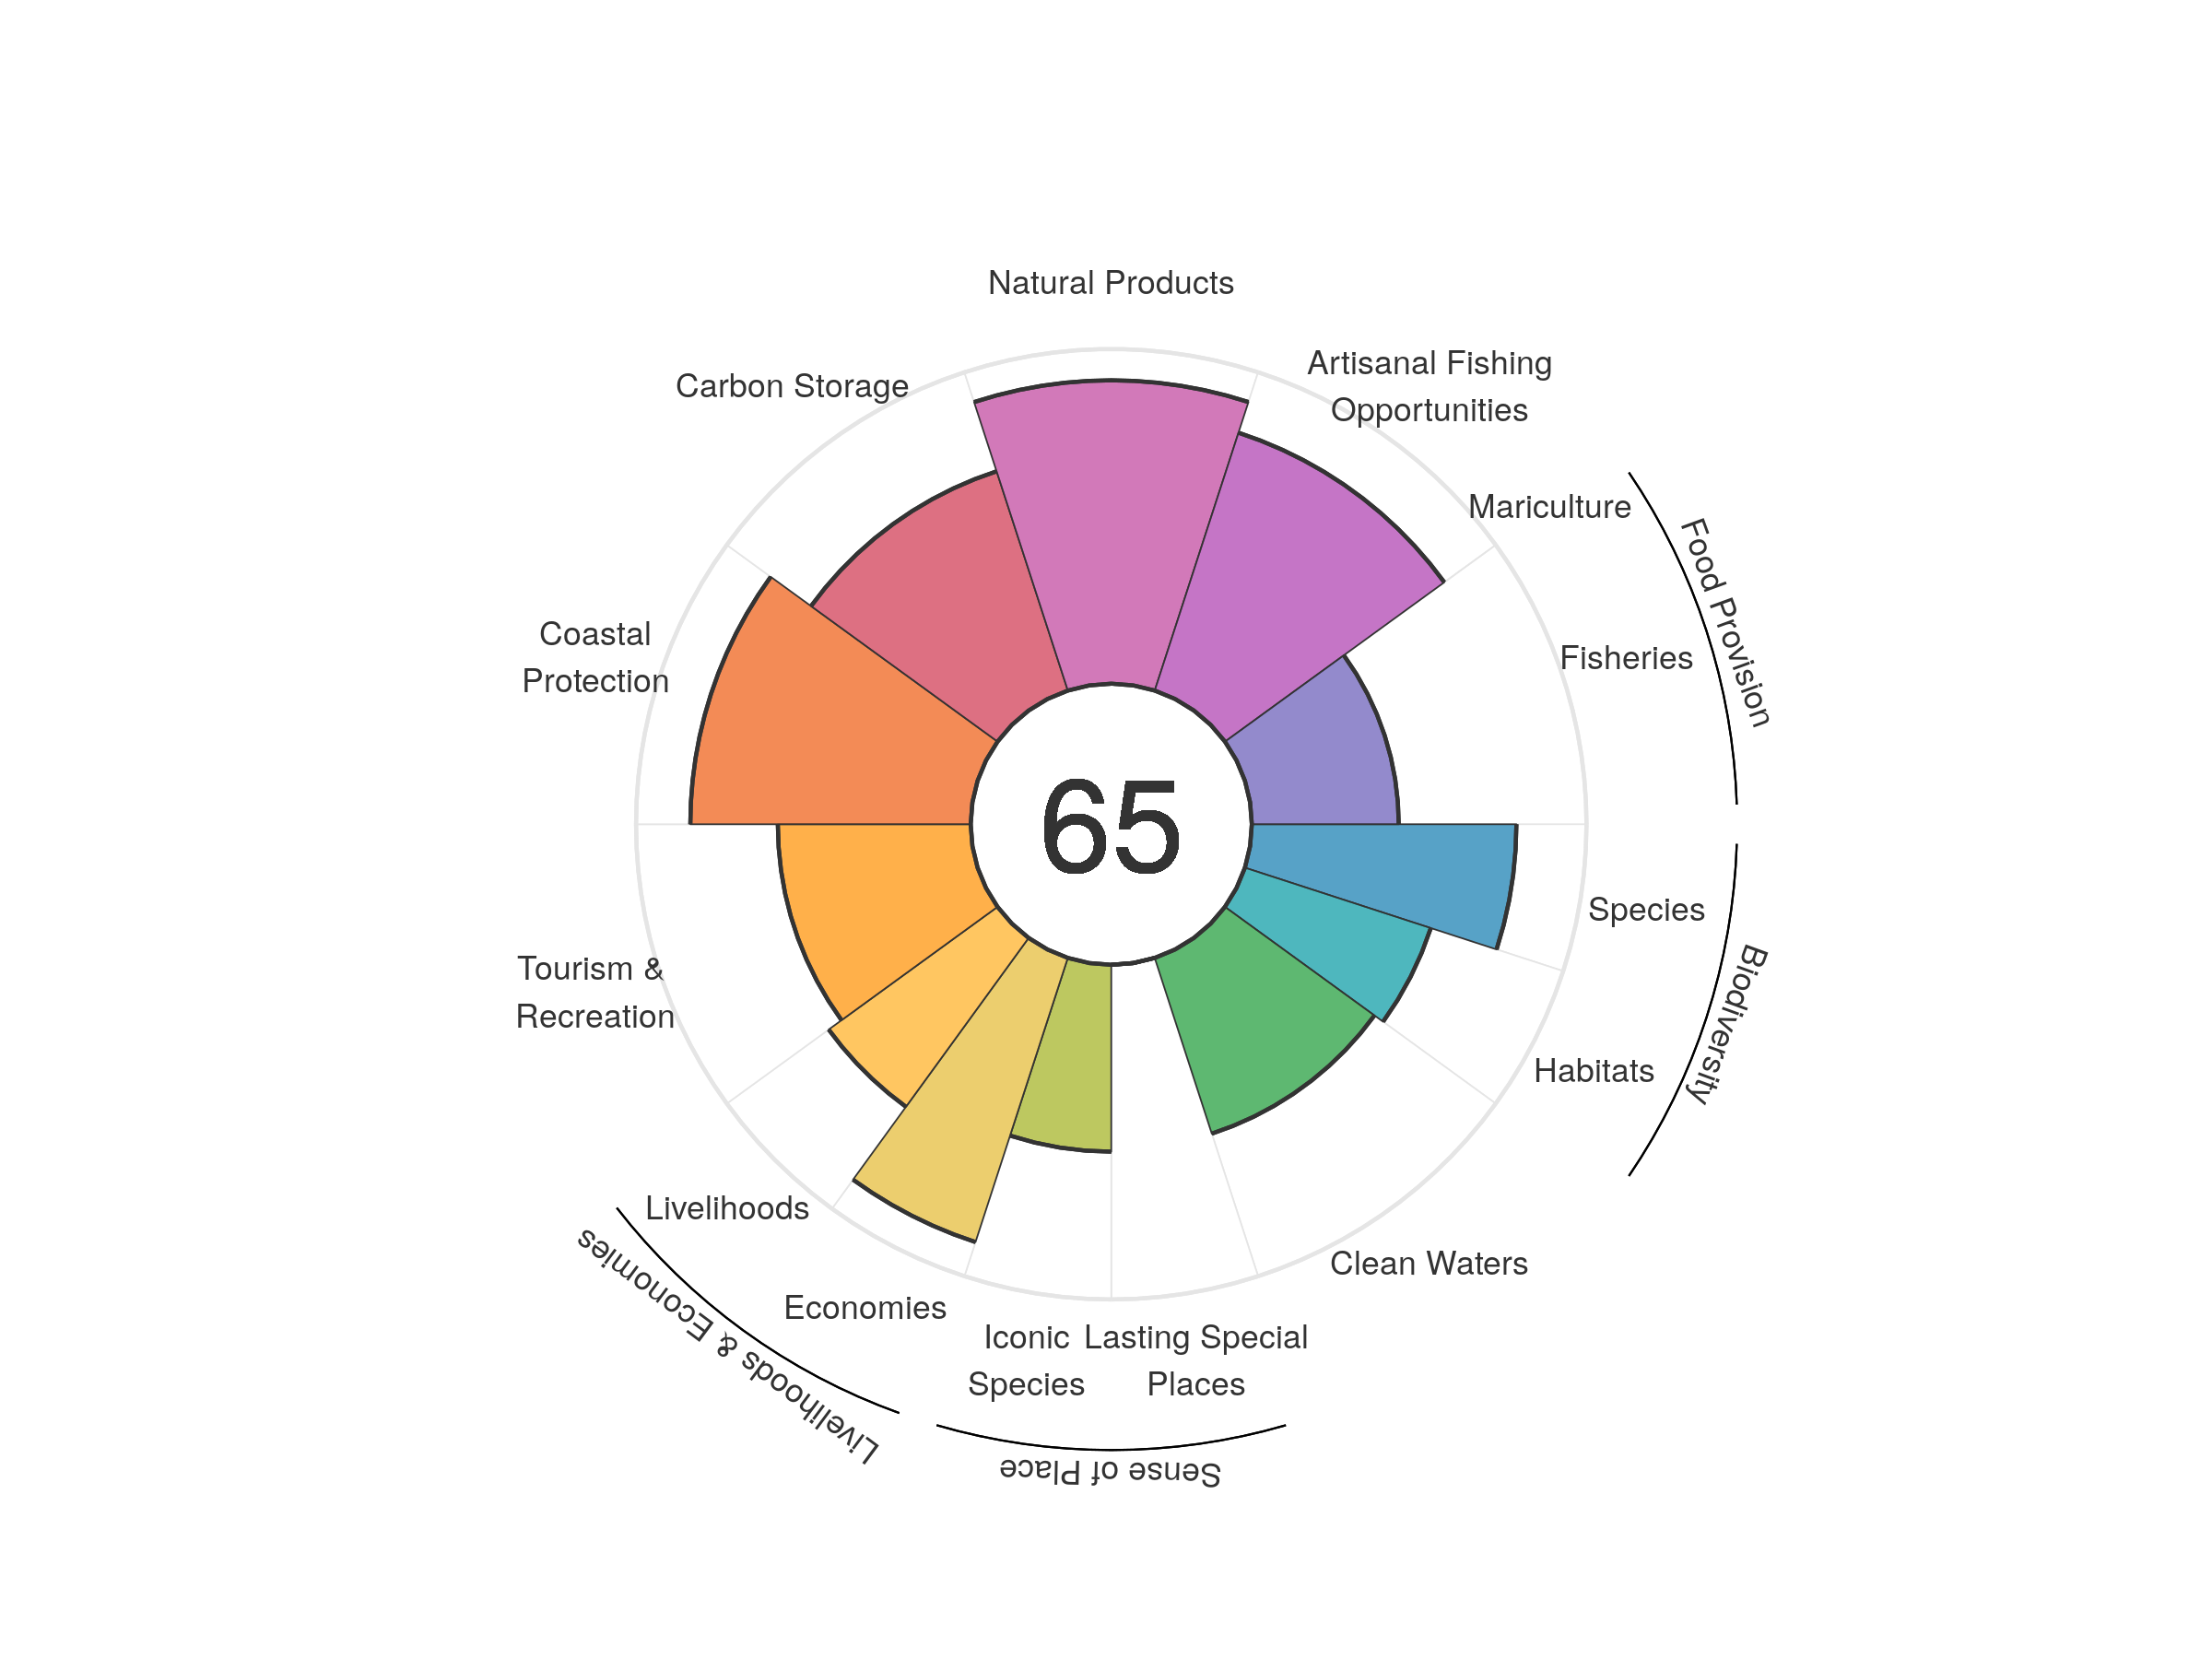 Natural Products
Artisanal Fishing
Opportunities
Carbon Storage
Mariculture
Food Provision
Fisheries
Coastal
Protection
65
Species
Biodiversity
Tourism &
Recreation
Habitats
Livelihoods
Clean Waters
Economies
Livelihoods & Economies
Iconic
Species
Lasting Special
Places
Sense of Place